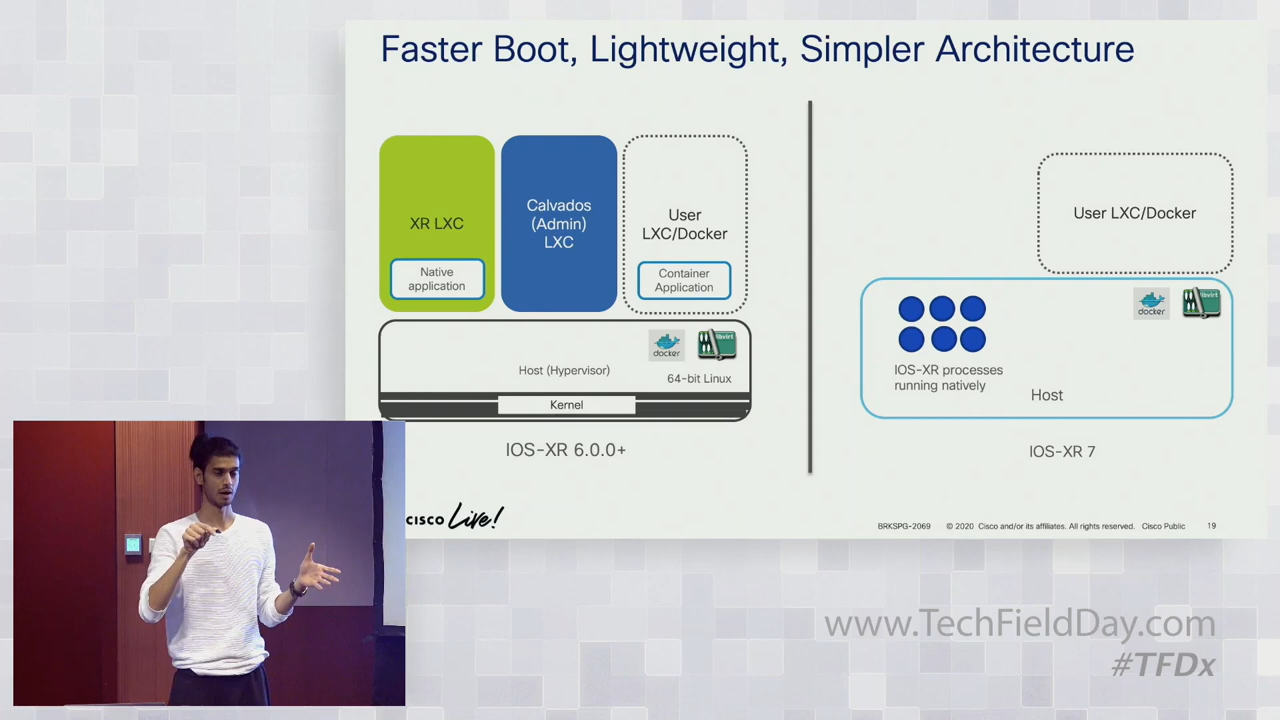 Faster Boot, Lightweight, Simpler Architecture
XR LXC
Native
application
Calvados
(Admin)
LXC
User
LXC/Docker
Container
Application
docker
libvirt
Host (Hypervisor)
64-bit Linux
Kernel
IOS-XR 6.0.0+
User LXC/Docker
docker
libvirt
IOS-XR processes
running natively
Host
IOS-XR 7
CISCO Live!
BRKSPG-2069 © 2020 Cisco and/or its affiliates. All rights reserved. Cisco Public 19
www.TechFieldDay.com
#TFDx